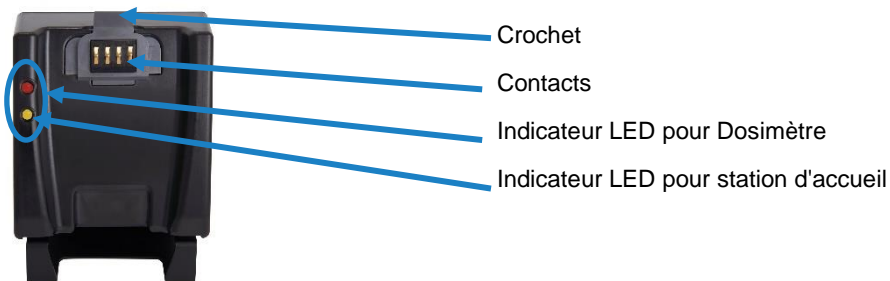 Crochet
Contacts
Indicateur LED pour Dosimètre
Indicateur LED pour station d'accueil